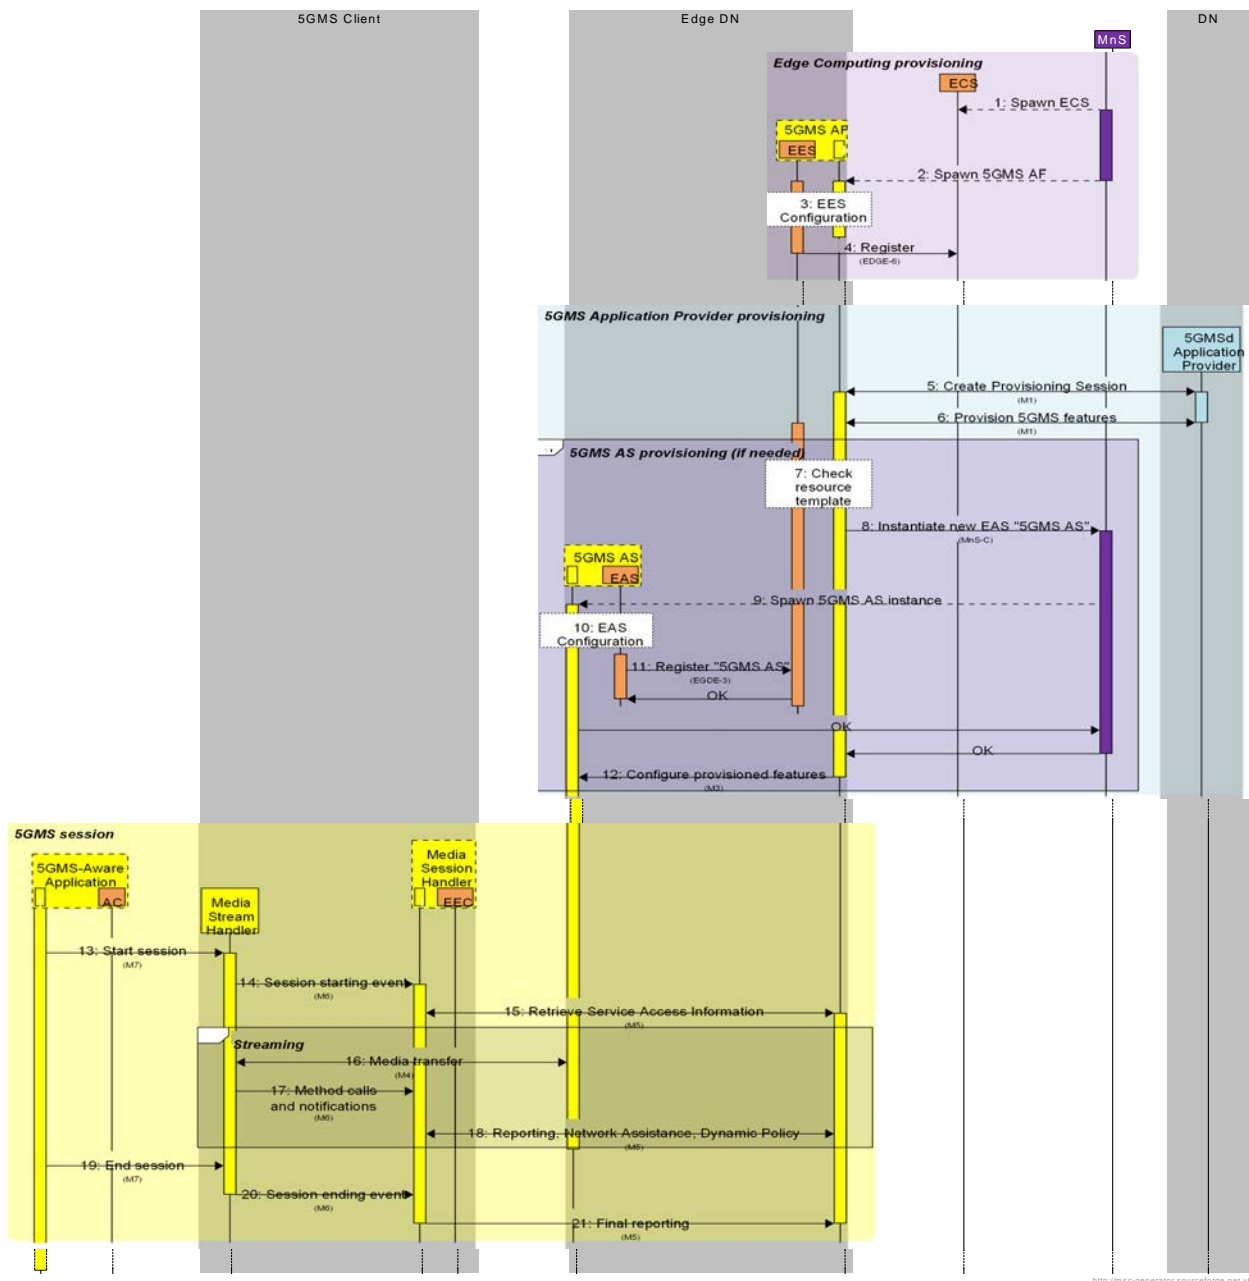 5GMS Client
Edge DN
DN
MnS
Edge Computing provisioning
ECS
1: Spawn ECS
5GMS AF
EES
2: Spawn 5GMS AF
3: EES
Configuration
4: Register
(EDGE-6)
5GMS Application Provider provisioning
5GMSd
Application
Provider
5: Create Provisioning Session
(M1)
6: Provision 5GMS features
(M1)
5GMS AS provisioning (if needed)
7: Check
resource
template
8: Instantiate new EAS "5GMS AS"
(MnS-C)
5GMS AS
EAS
9: Spawn 5GMS AS instance
10: EAS
Configuration
11: Register "5GMS AS"
(EGDE-3)
OK
OK
OK
12: Configure provisioned features
(M3)
5GMS session
5GMS-Aware
Application
AC
Media
Stream
Handler
Media
Session
Handler
EEC
13: Start session
(M7)
14: Session starting event
(M6)
15: Retrieve Service Access Information
(M5)
Streaming
16: Media transfer
(M4)
17: Method calls
and notifications
(M6)
18: Reporting, Network Assistance, Dynamic Policy
(M5)
19: End session
(M7)
20: Session ending event
(M6)
21: Final reporting
(M5)